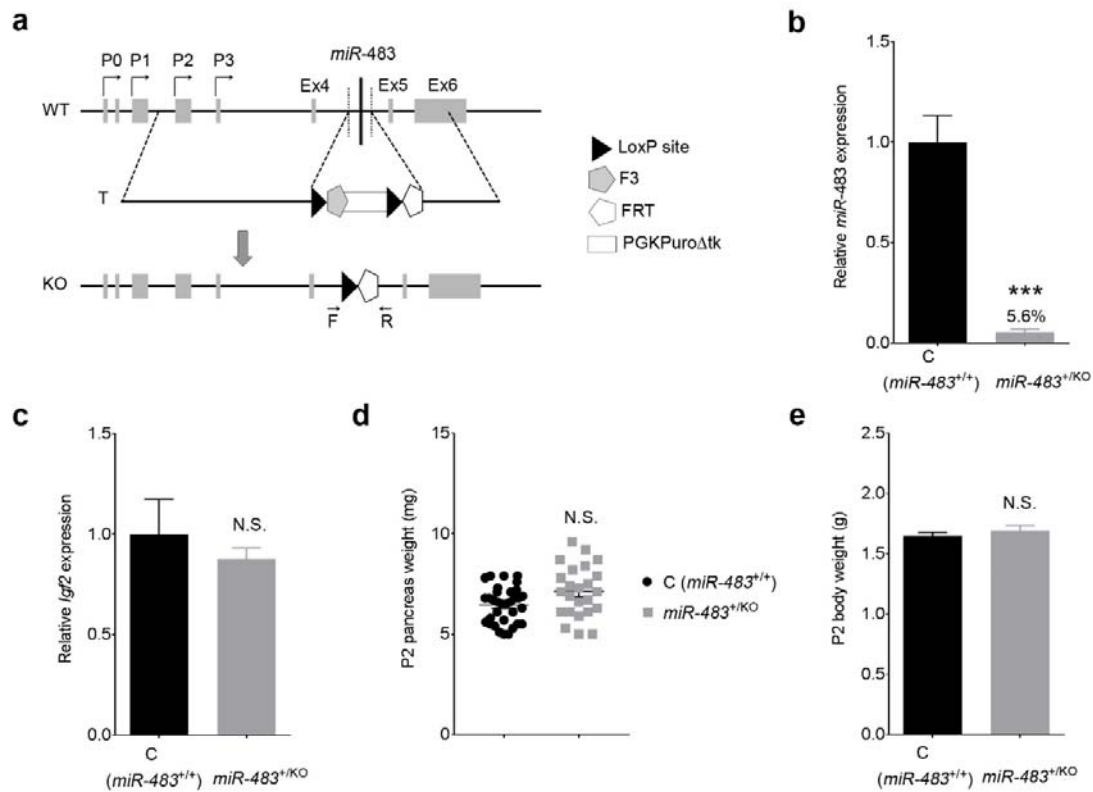 a
miR-483
P0 P1 P2 P3
Ex4 Ex5 Ex6
WT
T
KO
F R
LoxP site
F3
FRT
PGKPuroΔtk
b
Relative miR-483 expression
1.5
1.0
0.5
0.0
***
5.6%
C
(miR-483+/+) miR-483+/KO
c
Relative Igf2 expression
1.5
1.0
0.5
0.0
N.S.
C
(miR-483+/+) miR-483+/KO
d
P2 pancreas weight (mg)
15
10
5
0
N.S.
C (miR-483+/+)
miR-483+/KO
e
P2 body weight (g)
2.5
2.0
1.5
1.0
0.5
0.0
N.S.
C
(miR-483+/+) miR-483+/KO